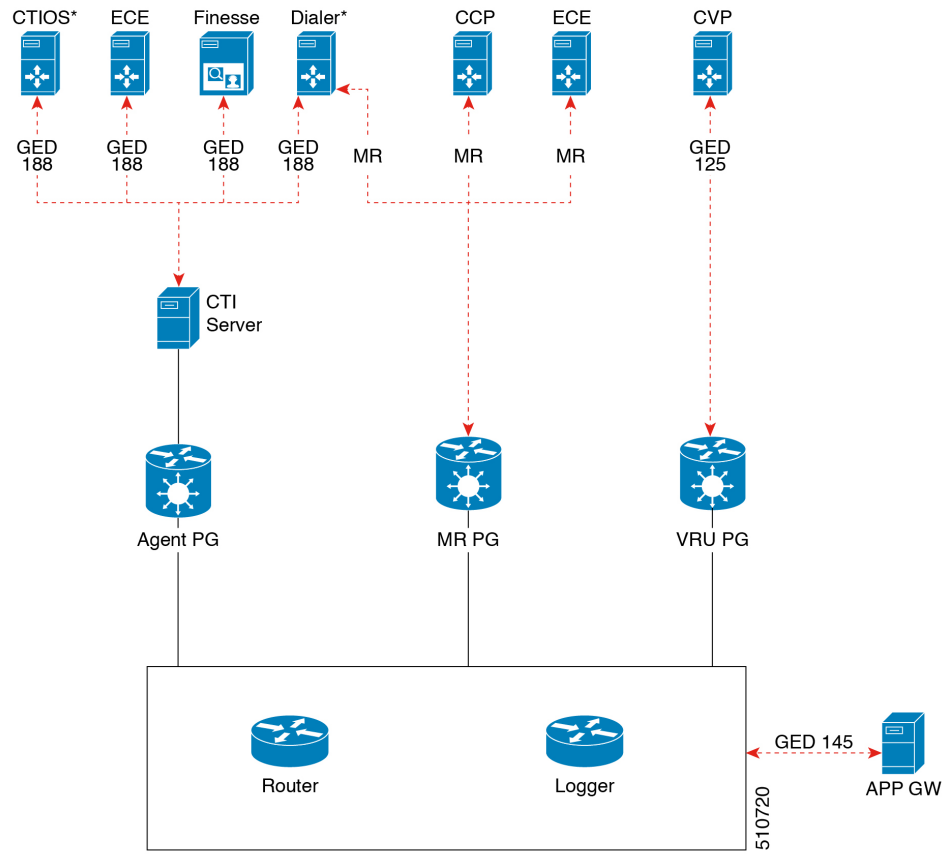 CTIOS*
ECE
Finesse
Dialer*
CCP
ECE
CVP
GED
188
GED
188
GED
188
GED
188
MR
MR
MR
GED
125
CTI
Server
Agent PG
MR PG
VRU PG
Router
Logger
GED 145
APP GW
510720